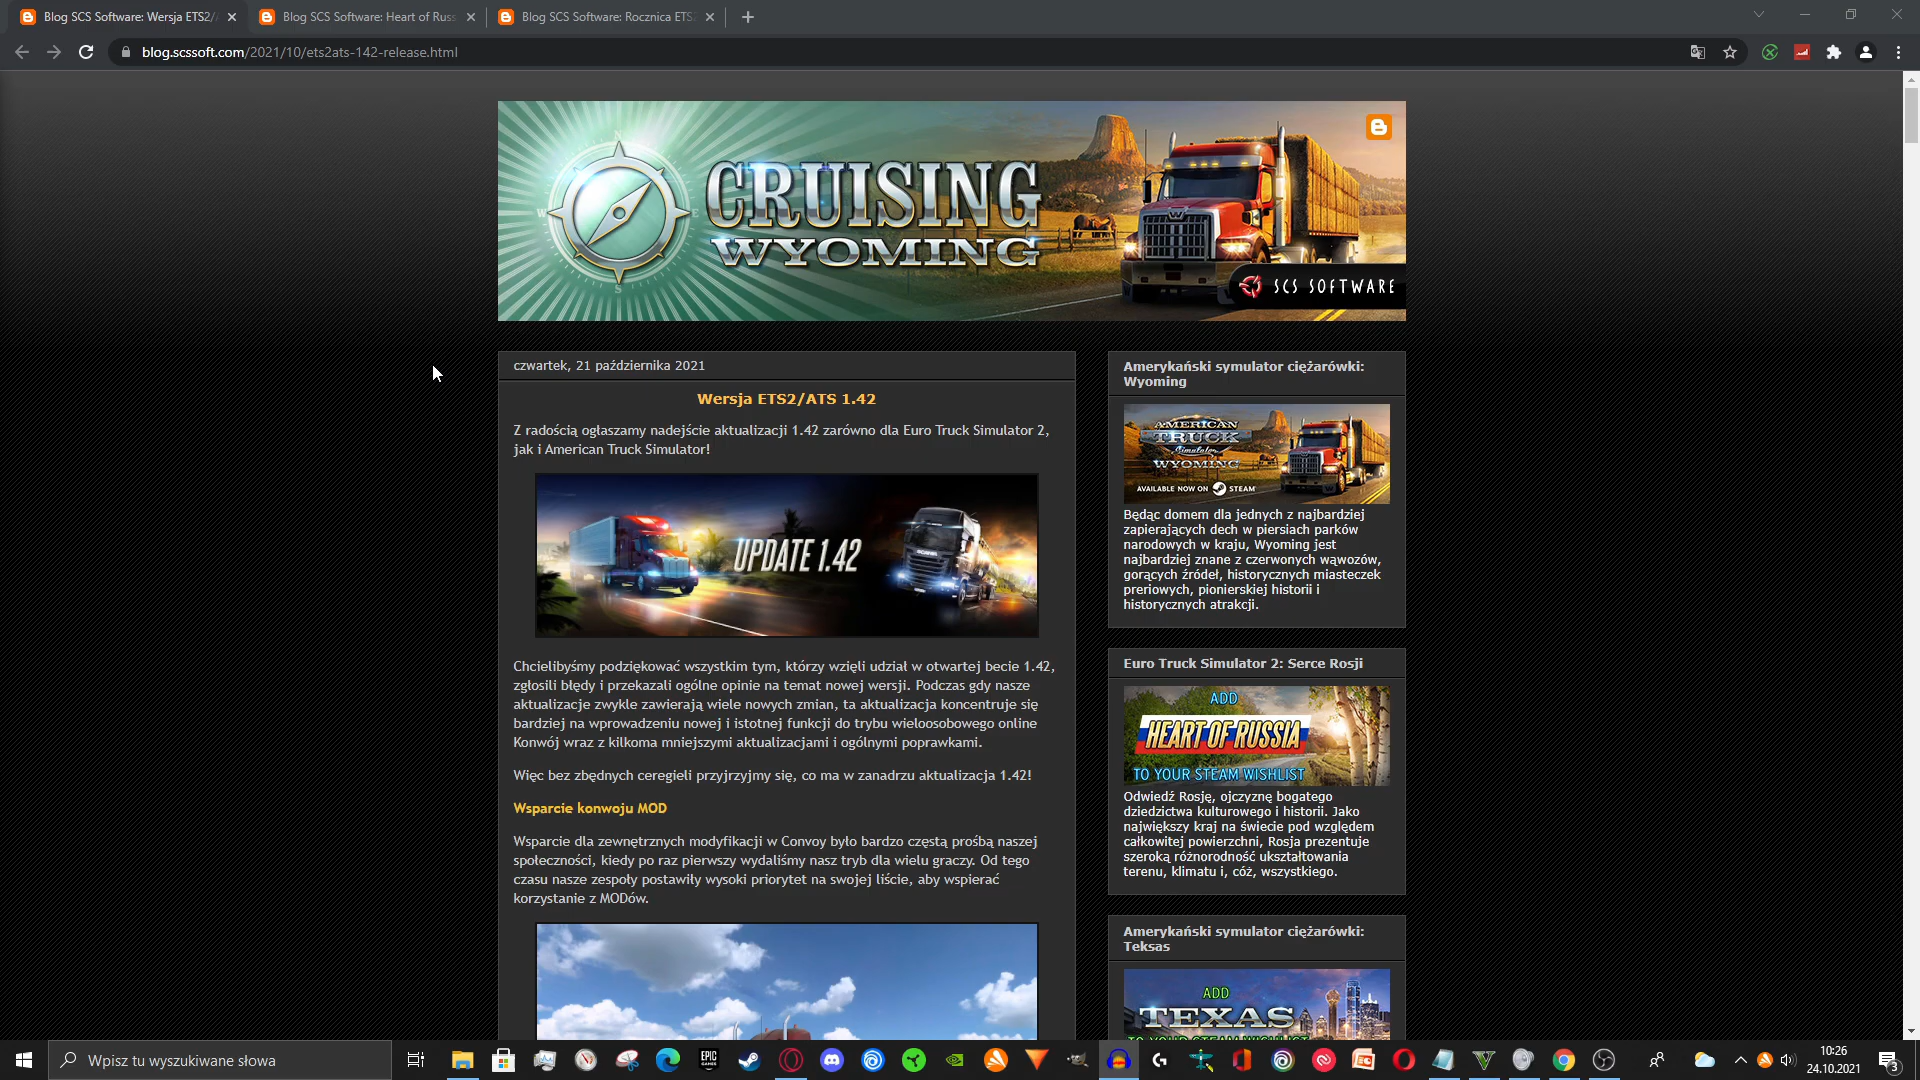 Blog SCS Software: Wersja ETS2/A
Blog SCS Software: Heart of Russ
Blog SCS Software: Rocznica ETS
blog.scssoft.com/2021/10/ets2ats-142-release.html
N
W
E
S
CRUISING
WYOMING
SCS SOFTWARE
czwartek, 21 października 2021
Wersja ETS2/ATS 1.42
Z radością ogłaszamy nadejście aktualizacji 1.42 zarówno dla Euro Truck Simulator 2,
jak i American Truck Simulator!
UPDATE 1.42
Chcielibyśmy podziękować wszystkim tym, którzy wzięli udział w otwartej becie 1.42,
zgłosili błędy i przekazali ogólne opinie na temat nowej wersji. Podczas gdy nasze
aktualizacje zwykle zawierają wiele nowych zmian, ta aktualizacja koncentruje się
bardziej na wprowadzeniu nowej i istotnej funkcji do trybu wieloosobowego online
Konwój wraz z kilkoma mniejszymi aktualizacjami i ogólnymi poprawkami.
Więc bez zbędnych ceregieli przyjrzyjmy się, co ma w zanadrzu aktualizacja 1.42!
Wsparcie konwoju MOD
Wsparcie dla zewnętrznych modyfikacji w Convoy było bardzo częstą prośbą naszej
społeczności, kiedy po raz pierwszy wydaliśmy nasz tryb dla wielu graczy. Od tego
czasu nasze zespoły postawiły wysoki priorytet na swojej liście, aby wspierać
korzystanie z MODów.
Amerykański symulator ciężarówki:
Wyoming
AMERICAN
TRUCK
Simulator
WYOMING
AVAILABLE NOW ON STEAM
Będąc domem dla jednych z najbardziej
zapierających dech w piersiach parków
narodowych w kraju, Wyoming jest
najbardziej znane z czerwonych wąwozów,
gorących źródeł, historycznych miasteczek
preriowych, pionierskiej historii i
historycznych atrakcji.
Euro Truck Simulator 2: Serce Rosji
ADD
HEART OF RUSSIA
TO YOUR STEAM WISHLIST
Odwiedź Rosję, ojczyznę bogatego
dziedzictwa kulturowego i historii. Jako
największy kraj na świecie pod względem
całkowitej powierzchni, Rosja prezentuje
szeroką różnorodność ukształtowania
terenu, klimatu i, cóż, wszystkiego.
Amerykański symulator ciężarówki:
Teksas
ADD
TEXAS
Wpisz tu wyszukiwane słowa
EPIC
GAMES
10:26
24.10.2021
3